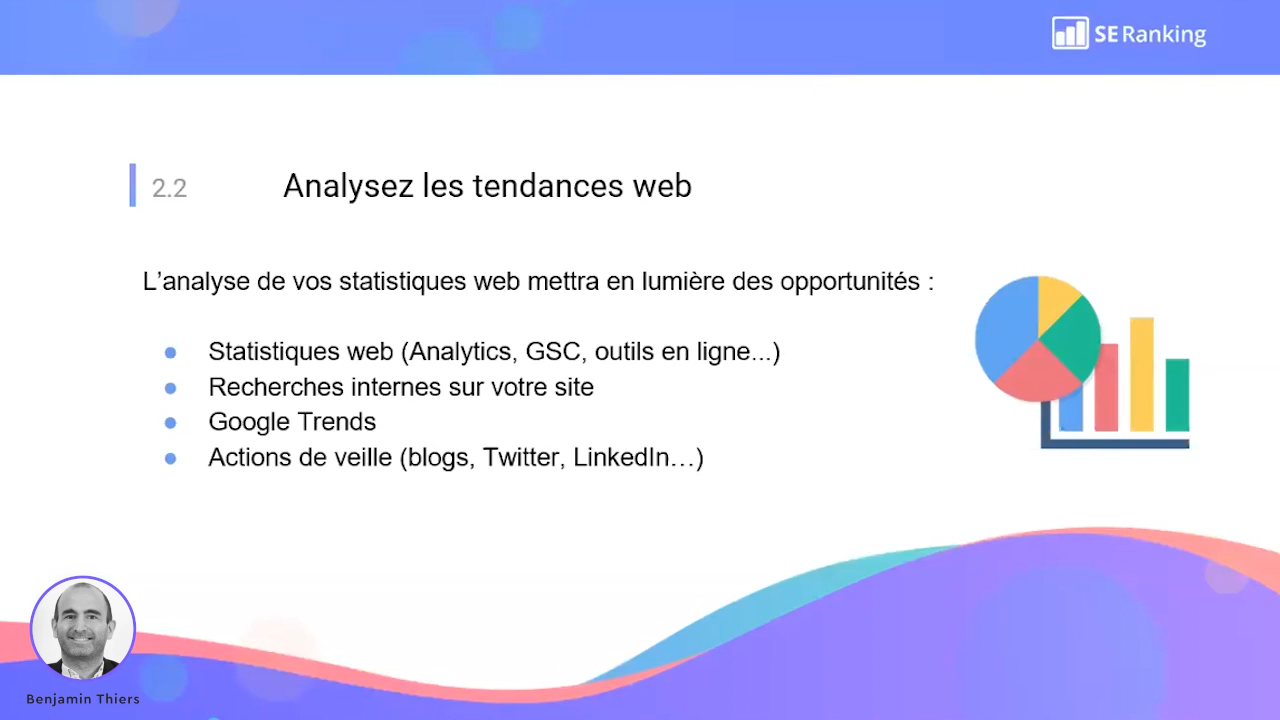 SE Ranking
2.2 Analysez les tendances web
L’analyse de vos statistiques web mettra en lumière des opportunités :
● Statistiques web (Analytics, GSC, outils en ligne...)
● Recherches internes sur votre site
● Google Trends
● Actions de veille (blogs, Twitter, LinkedIn…)
Benjamin Thiers